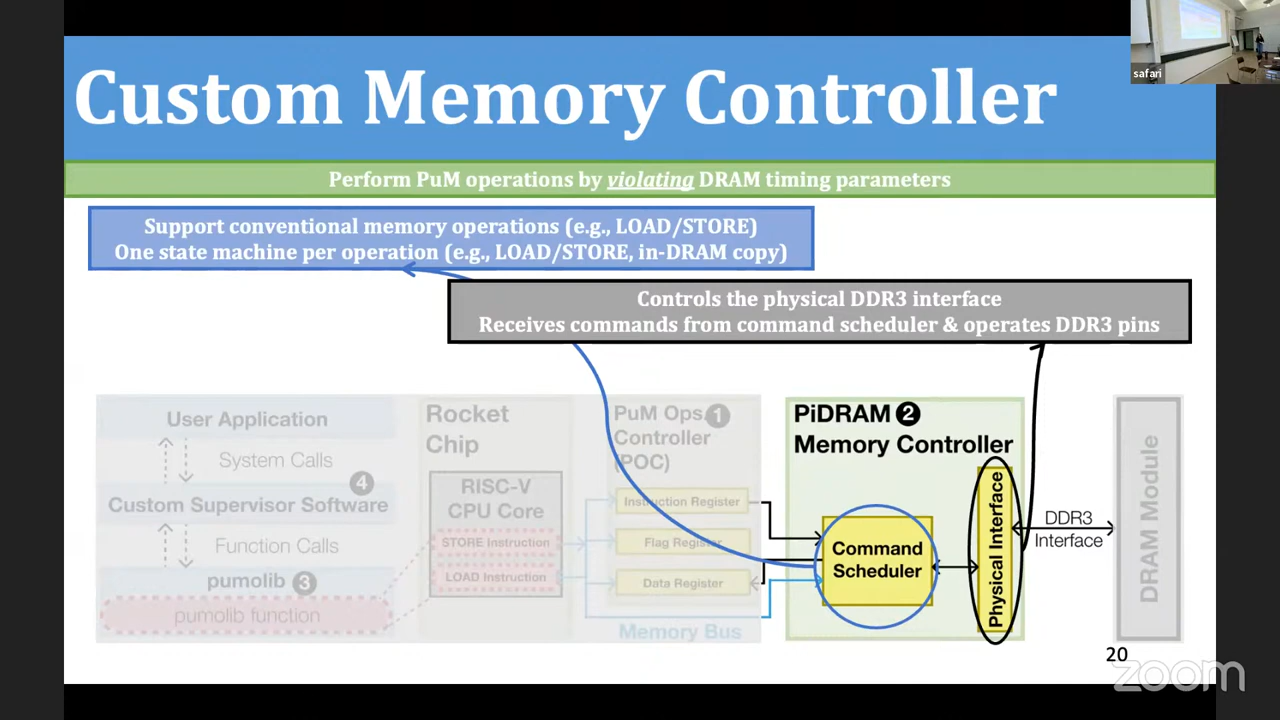 safari
Custom Memory Controller
Perform PuM operations by violating DRAM timing parameters
Support conventional memory operations (e.g., LOAD/STORE)
One state machine per operation (e.g., LOAD/STORE, in-DRAM copy)
Controls the physical DDR3 interface
Receives commands from command scheduler & operates DDR3 pins
User Application
System Calls
Custom Supervisor Software
4
Function Calls
pumolib 3
pumolib function
Rocket
Chip
RISC-V
CPU Core
STORE Instruction
LOAD Instruction
PuM Ops. 1
Controller
(POC)
Instruction Register
Flag Register
Data Register
Memory Bus
PiDRAM 2
Memory Controller
Command
Scheduler
Physical Interface
DDR3
Interface
DRAM Module
20
zoom